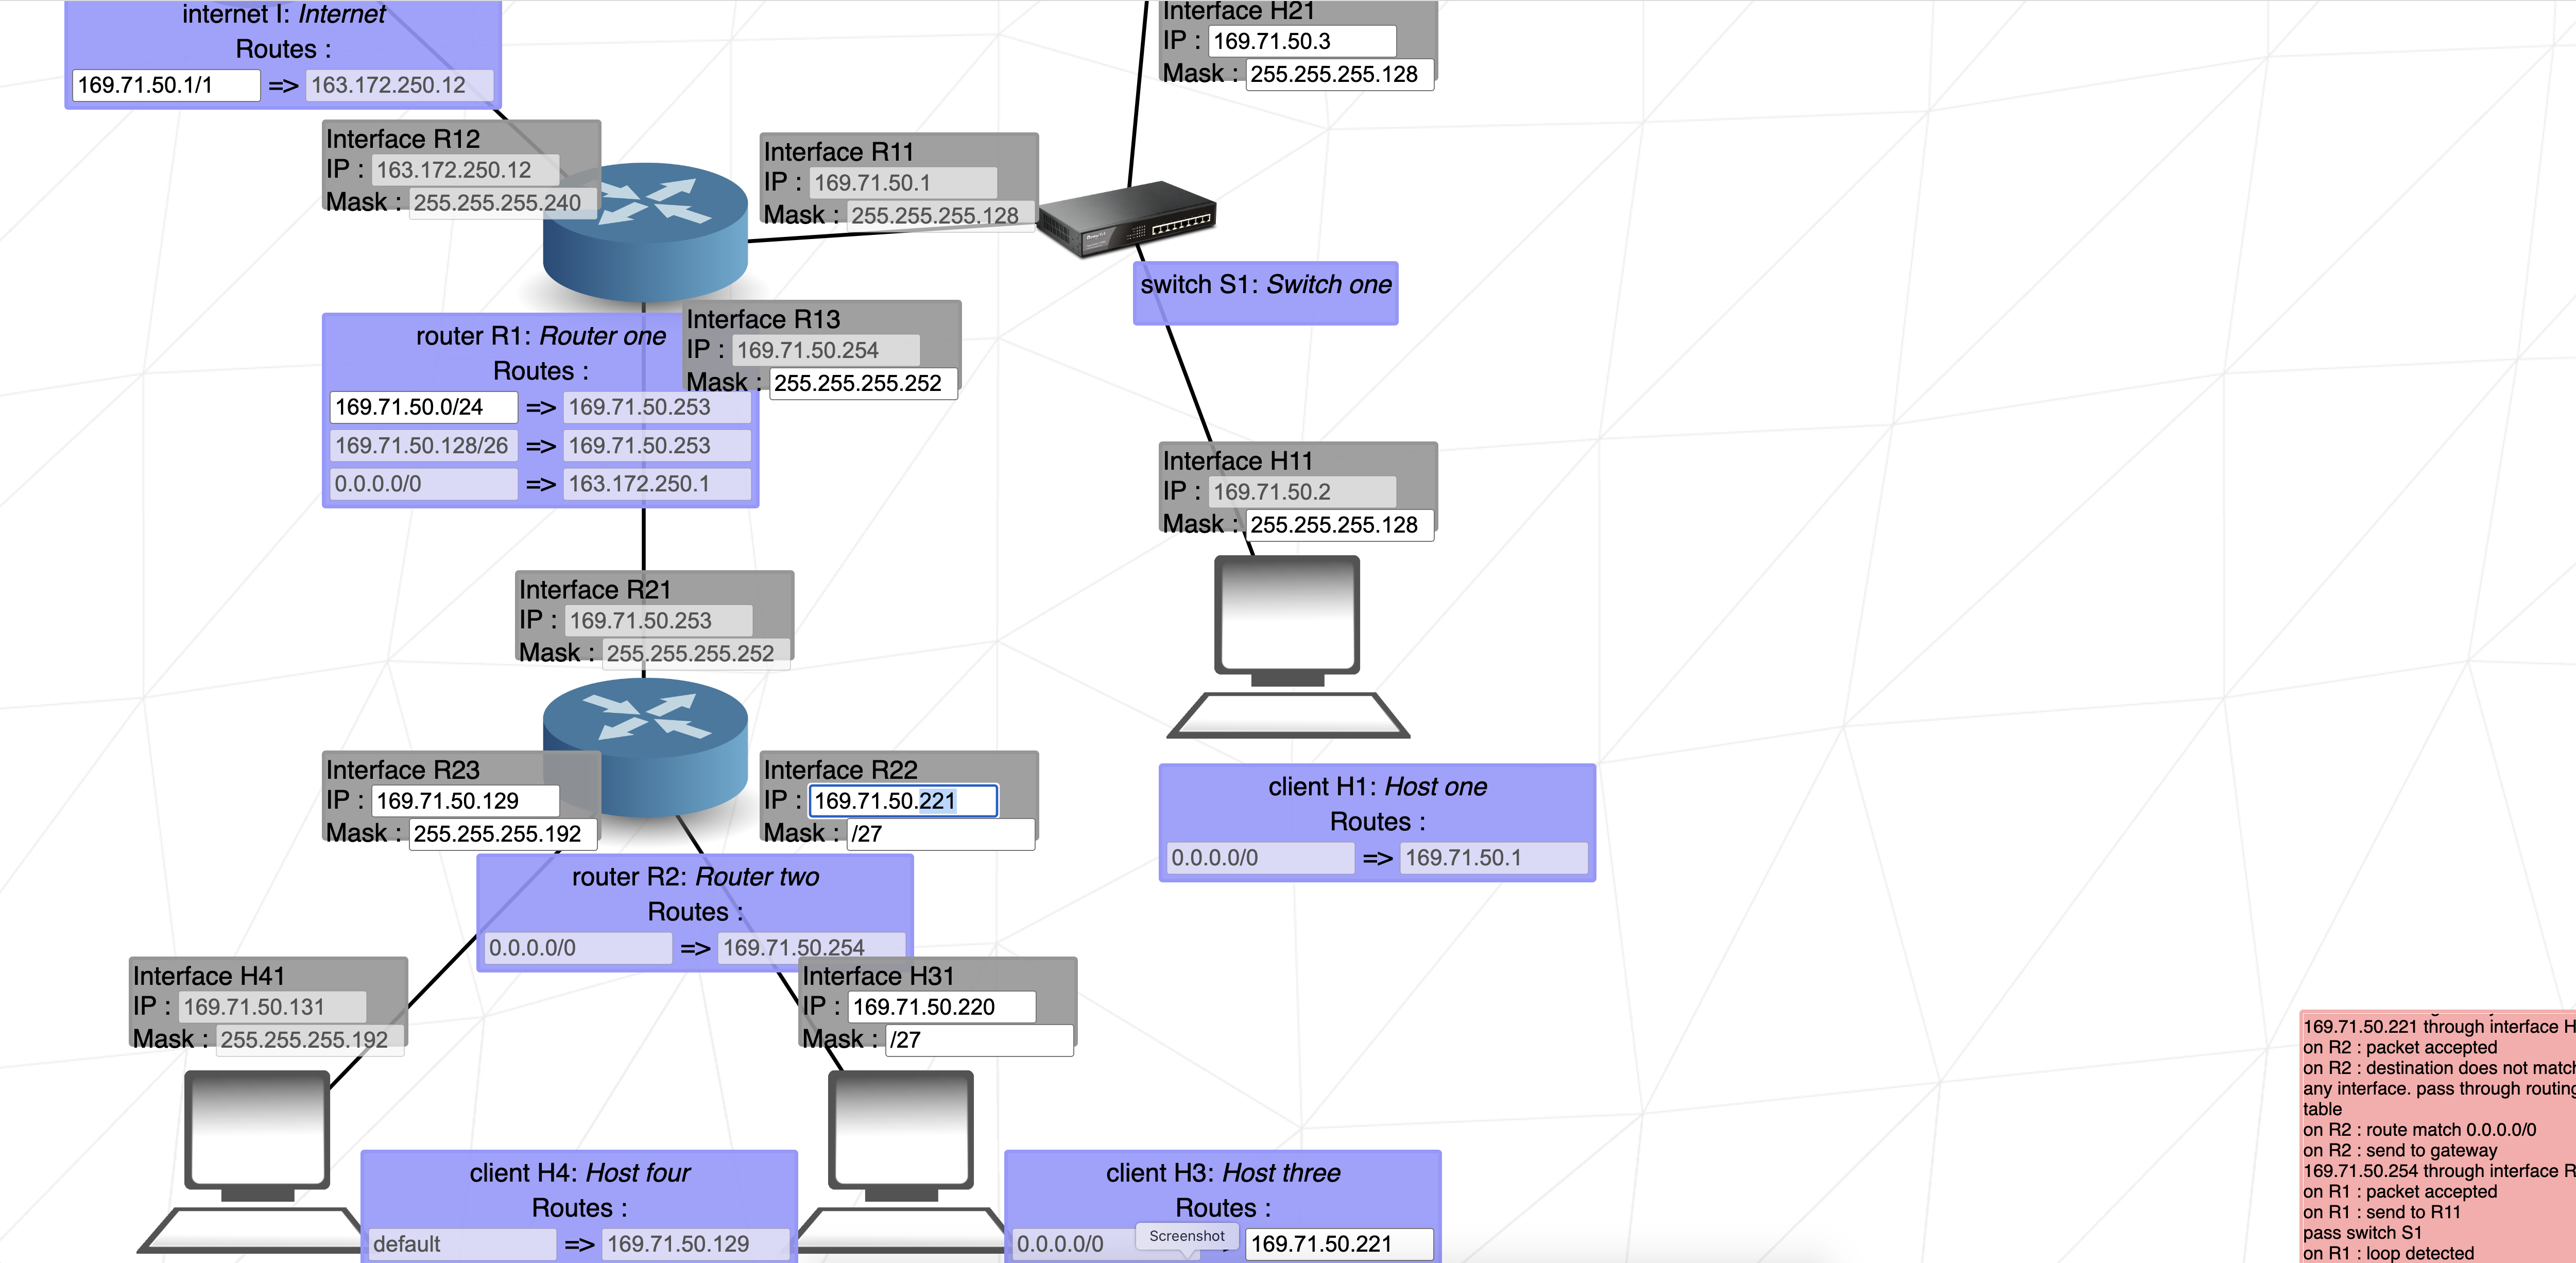 internet I: Internet
Routes :
169.71.50.1/1 => 163.172.250.12
Interface H21
IP : 169.71.50.3
Mask : 255.255.255.128
Interface R12
IP : 163.172.250.12
Mask : 255.255.255.240
Interface R11
IP : 169.71.50.1
Mask : 255.255.255.128
switch S1: Switch one
Interface R13
IP : 169.71.50.254
Mask : 255.255.255.252
router R1: Router one
Routes :
169.71.50.0/24 => 169.71.50.253
169.71.50.128/26 => 169.71.50.253
0.0.0.0/0 => 163.172.250.1
Interface H11
IP : 169.71.50.2
Mask : 255.255.255.128
Interface R21
IP : 169.71.50.253
Mask : 255.255.255.252
Interface R23
IP : 169.71.50.129
Mask : 255.255.255.192
Interface R22
IP : 169.71.50.221
Mask : /27
client H1: Host one
Routes :
0.0.0.0/0 => 169.71.50.1
router R2: Router two
Routes :
0.0.0.0/0 => 169.71.50.254
Interface H41
IP : 169.71.50.131
Mask : 255.255.255.192
Interface H31
IP : 169.71.50.220
Mask : /27
client H4: Host four
Routes :
default => 169.71.50.129
client H3: Host three
Routes :
0.0.0.0/0 169.71.50.221
Screenshot
169.71.50.221 through interface H
on R2 : packet accepted
on R2 : destination does not match
any interface. pass through routing
table
on R2 : route match 0.0.0.0/0
on R2 : send to gateway
169.71.50.254 through interface R
on R1 : packet accepted
on R1 : send to R11
pass switch S1
on R1 : loop detected